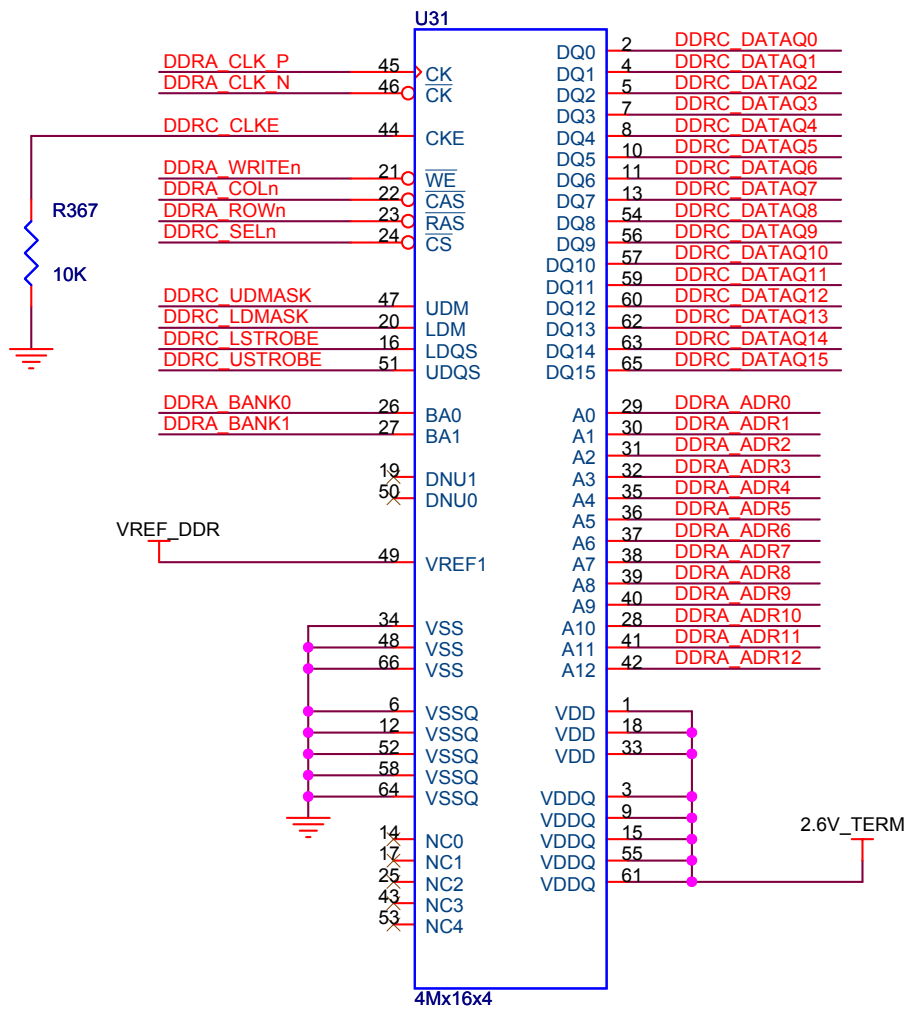 U31
DDRA_CLK_P 45 CK
DDRA_CLK_N 46 CK
DDRC_CLKE 44 CKE
DDRA_WRITEn 21 WE
DDRA_COLn 22 CAS
DDRA_ROWn 23 RAS
DDRC_SELn 24 CS
R367
10K
DDRC_UDMASK 47 UDM
DDRC_LDMASK 20 LDM
DDRC_LSTROBE 16 LDQS
DDRC_USTROBE 51 UDQS
DDRA_BANK0 26 BA0
DDRA_BANK1 27 BA1
19 DNU1
50 DNU0
VREF_DDR
49 VREF1
34 VSS
48 VSS
66 VSS
6 VSSQ
12 VSSQ
52 VSSQ
58 VSSQ
64 VSSQ
14 NC0
17 NC1
25 NC2
43 NC3
53 NC4
DQ0 2 DDRC_DATAQ0
DQ1 4 DDRC_DATAQ1
DQ2 5 DDRC_DATAQ2
DQ3 7 DDRC_DATAQ3
DQ4 8 DDRC_DATAQ4
DQ5 10 DDRC_DATAQ5
DQ6 11 DDRC_DATAQ6
DQ7 13 DDRC_DATAQ7
DQ8 54 DDRC_DATAQ8
DQ9 56 DDRC_DATAQ9
DQ10 57 DDRC_DATAQ10
DQ11 59 DDRC_DATAQ11
DQ12 60 DDRC_DATAQ12
DQ13 62 DDRC_DATAQ13
DQ14 63 DDRC_DATAQ14
DQ15 65 DDRC_DATAQ15
A0 29 DDRA_ADR0
A1 30 DDRA_ADR1
A2 31 DDRA_ADR2
A3 32 DDRA_ADR3
A4 35 DDRA_ADR4
A5 36 DDRA_ADR5
A6 37 DDRA_ADR6
A7 38 DDRA_ADR7
A8 39 DDRA_ADR8
A9 40 DDRA_ADR9
A10 28 DDRA_ADR10
A11 41 DDRA_ADR11
A12 42 DDRA_ADR12
VDD 1
VDD 18
VDD 33
VDDQ 3
VDDQ 9
VDDQ 15
VDDQ 55
VDDQ 61
2.6V_TERM
4Mx16x4